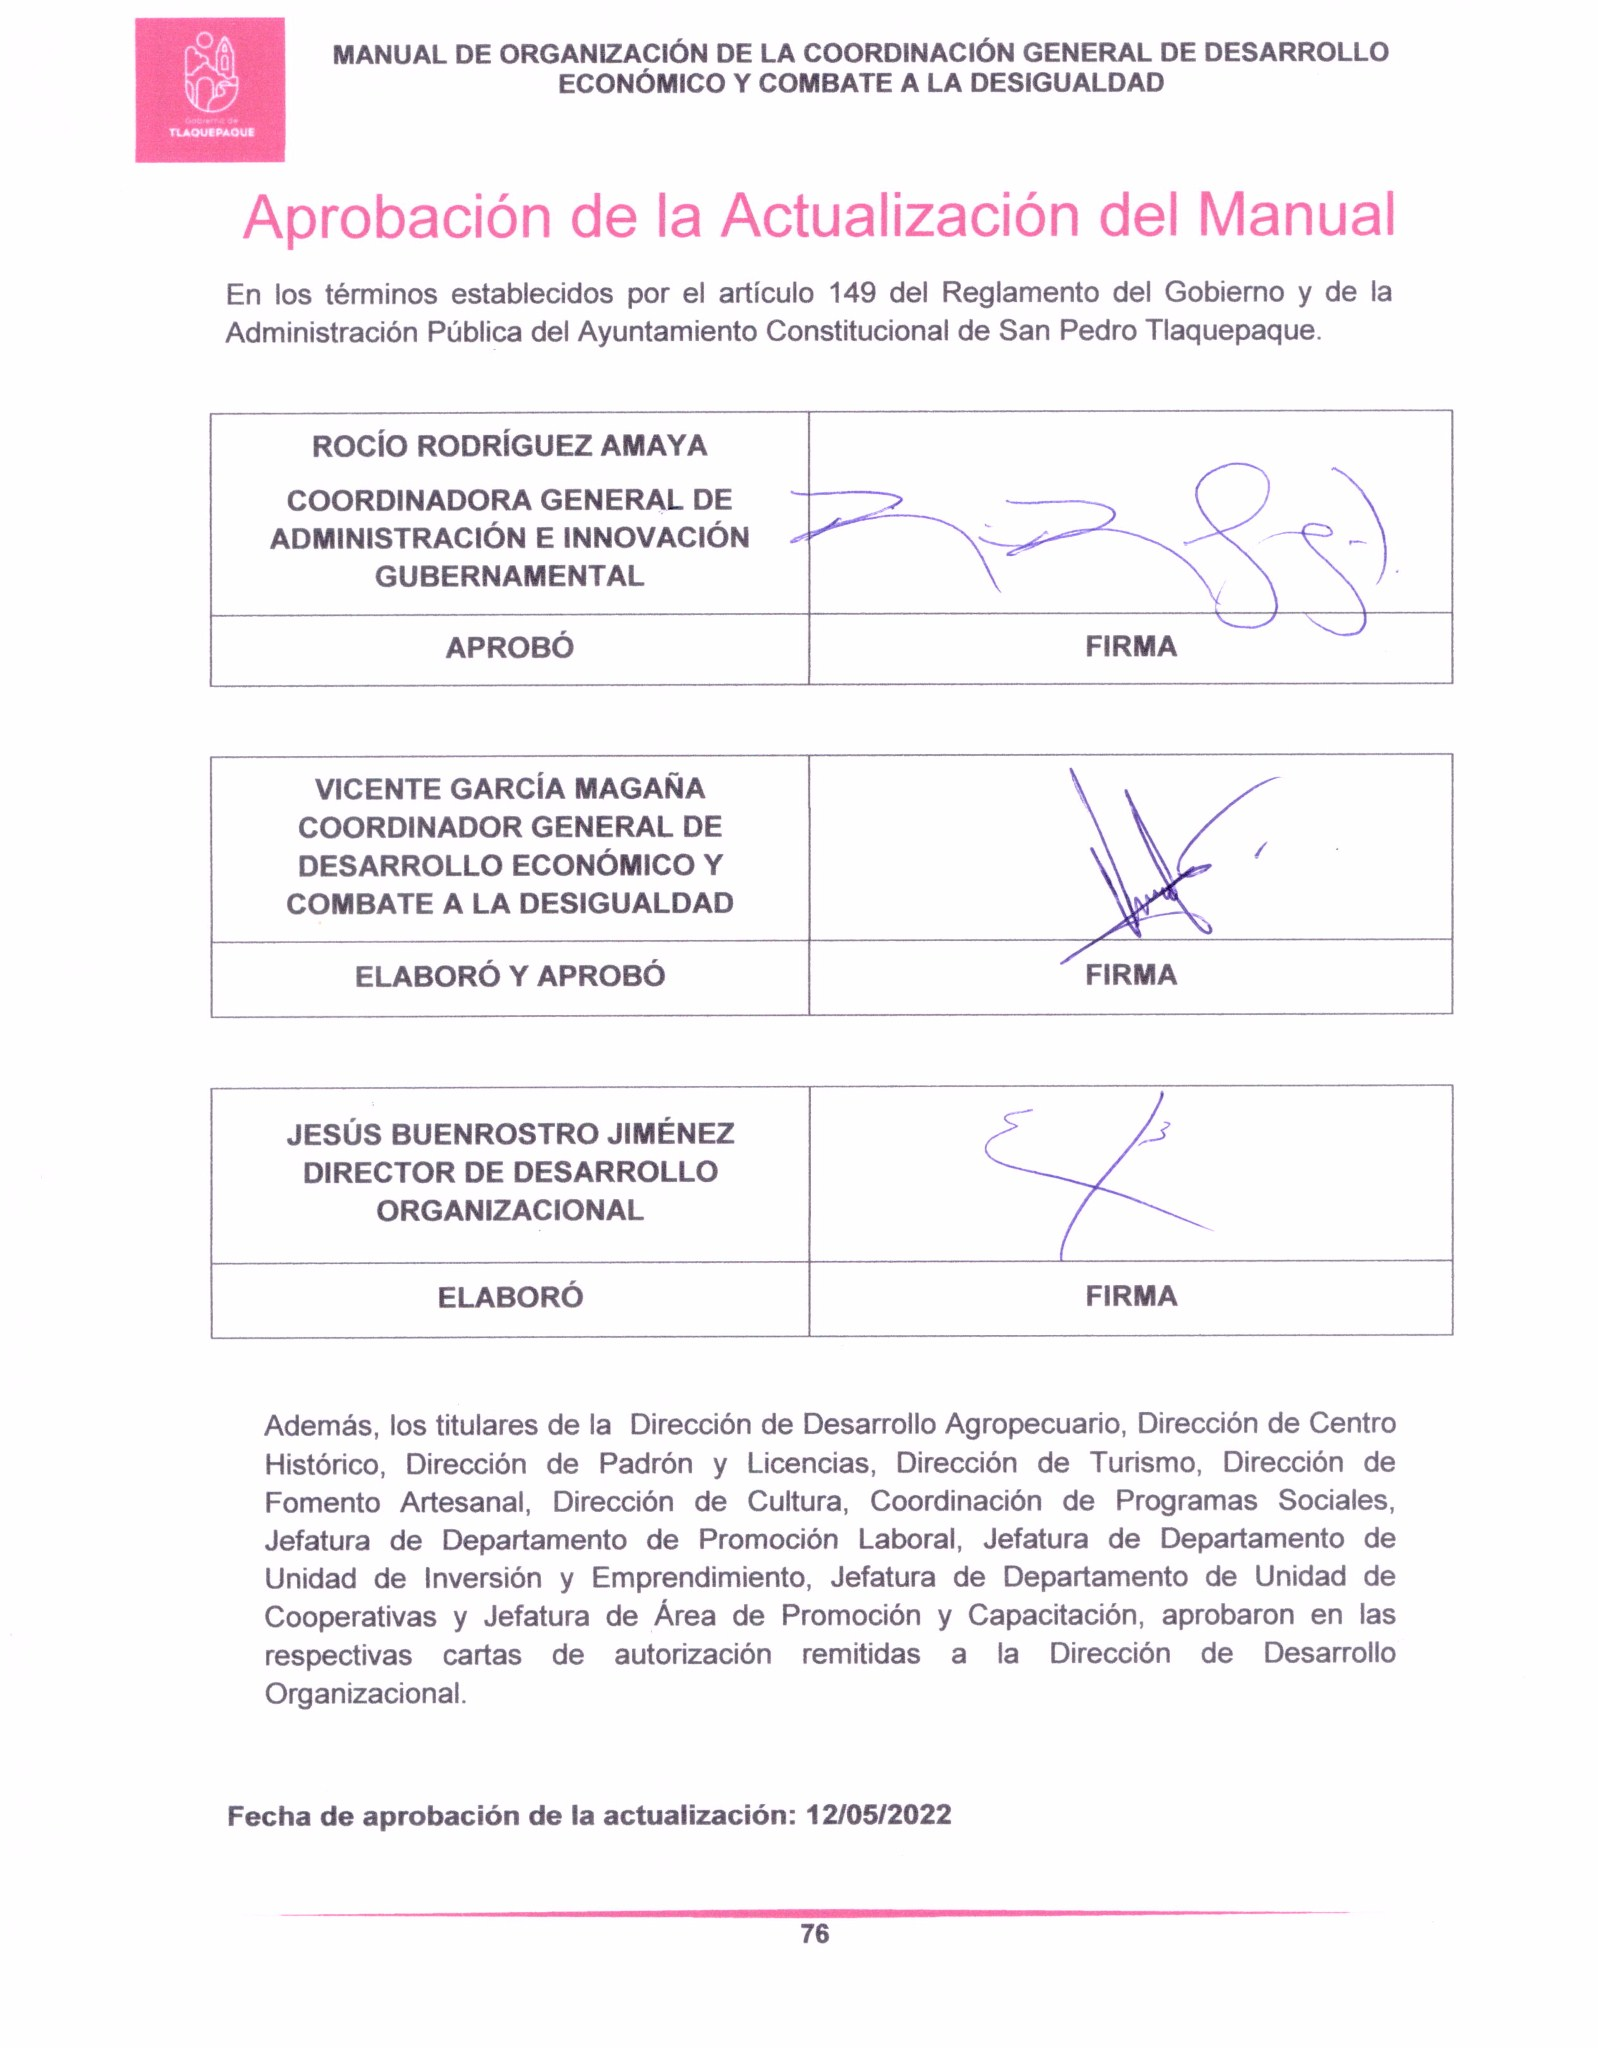 MANUAL DE ORGANIZACIÓN DE LA COORDINACIÓN GENERAL DE DESARROLLO
ECONÓMICO Y COMBATE A LA DESIGUALDAD
Gobierno de
TLAQUEPAQUE
Aprobación de la Actualización del Manual
En los términos establecidos por el artículo 149 del Reglamento del Gobierno y de la
Administración Pública del Ayuntamiento Constitucional de San Pedro Tlaquepaque.
ROCÍO RODRÍGUEZ AMAYA
COORDINADORA GENERAL DE
ADMINISTRACIÓN E INNOVACIÓN
GUBERNAMENTAL
APROBÓ
FIRMA
VICENTE GARCÍA MAGAÑA
COORDINADOR GENERAL DE
DESARROLLO ECONÓMICO Y
COMBATE A LA DESIGUALDAD
ELABORÓ Y APROBÓ
FIRMA
JESÚS BUENROSTRO JIMÉNEZ
DIRECTOR DE DESARROLLO
ORGANIZACIONAL
ELABORÓ
FIRMA
Además, los titulares de la Dirección de Desarrollo Agropecuario, Dirección de Centro
Histórico, Dirección de Padrón y Licencias, Dirección de Turismo, Dirección de
Fomento Artesanal, Dirección de Cultura, Coordinación de Programas Sociales,
Jefatura de Departamento de Promoción Laboral, Jefatura de Departamento de
Unidad de Inversión y Emprendimiento, Jefatura de Departamento de Unidad de
Cooperativas y Jefatura de Área de Promoción y Capacitación, aprobaron en las
respectivas cartas de autorización remitidas a la Dirección de Desarrollo
Organizacional.
Fecha de aprobación de la actualización: 12/05/2022
76